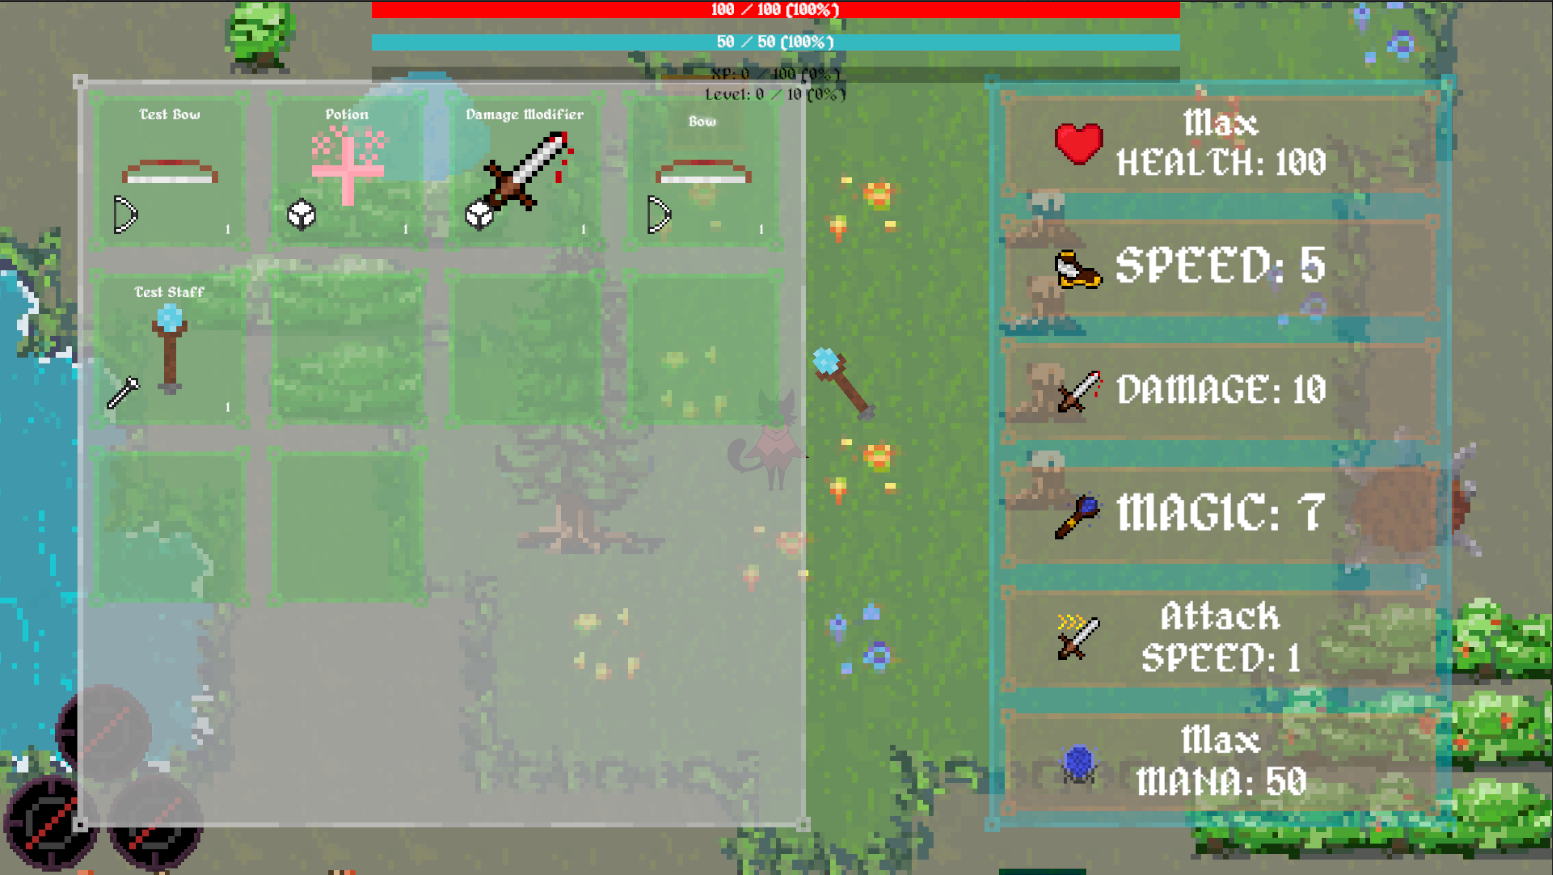 100 / 100 (100%)
50 / 50 (100%)
XP: 0 / 100 (0%)
Level: 0 / 10 (0%)
Test Bow
1
Potion
1
Damage Modifier
1
Bow
1
Test Staff
1
Max
HEALTH: 100
SPEED: 5
DAMAGE: 10
MAGIC: 7
Attack
SPEED: 1
Max
MANA: 50